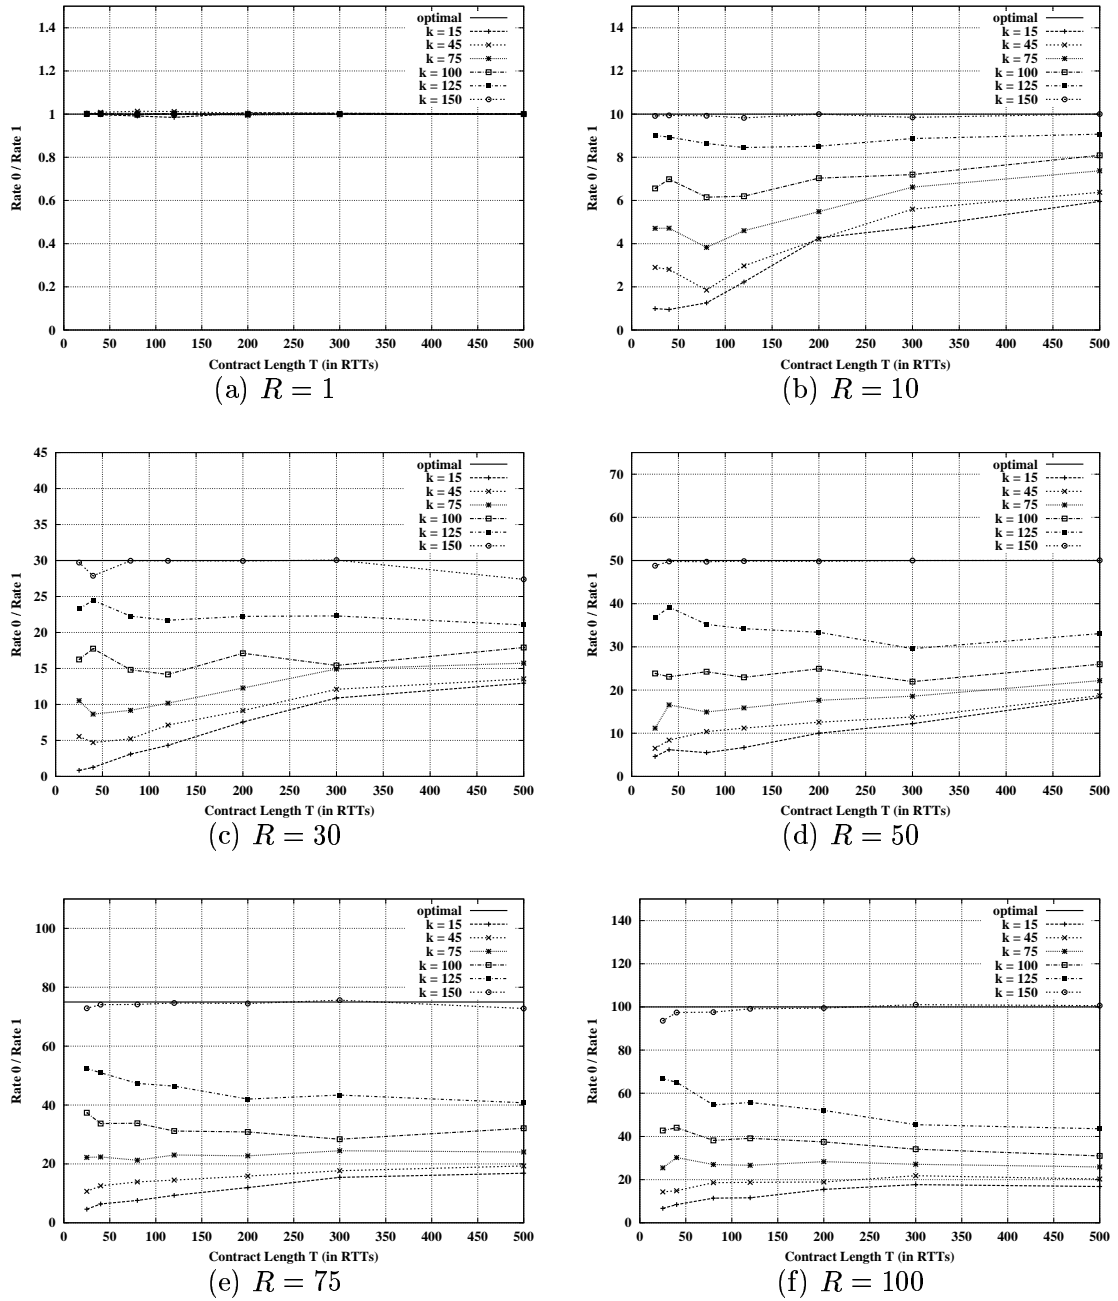 1.4
1.2
1
0.8
0.6
0.4
0.2
0
optimal
k = 15
k = 45
k = 75
k = 100
k = 125
k = 150
Rate 0 / Rate 1
0 50 100 150 200 250 300 350 400 450 500
Contract Length T (in RTTs)
(a) R = 1
14
12
10
8
6
4
2
0
optimal
k = 15
k = 45
k = 75
k = 100
k = 125
k = 150
Rate 0 / Rate 1
0 50 100 150 200 250 300 350 400 450 500
Contract Length T (in RTTs)
(b) R = 10
45
40
35
30
25
20
15
10
5
0
optimal
k = 15
k = 45
k = 75
k = 100
k = 125
k = 150
Rate 0 / Rate 1
0 50 100 150 200 250 300 350 400 450 500
Contract Length T (in RTTs)
(c) R = 30
70
60
50
40
30
20
10
0
optimal
k = 15
k = 45
k = 75
k = 100
k = 125
k = 150
Rate 0 / Rate 1
0 50 100 150 200 250 300 350 400 450 500
Contract Length T (in RTTs)
(d) R = 50
100
80
60
40
20
0
optimal
k = 15
k = 45
k = 75
k = 100
k = 125
k = 150
Rate 0 / Rate 1
0 50 100 150 200 250 300 350 400 450 500
Contract Length T (in RTTs)
(e) R = 75
140
120
100
80
60
40
20
0
optimal
k = 15
k = 45
k = 75
k = 100
k = 125
k = 150
Rate 0 / Rate 1
0 50 100 150 200 250 300 350 400 450 500
Contract Length T (in RTTs)
(f) R = 100